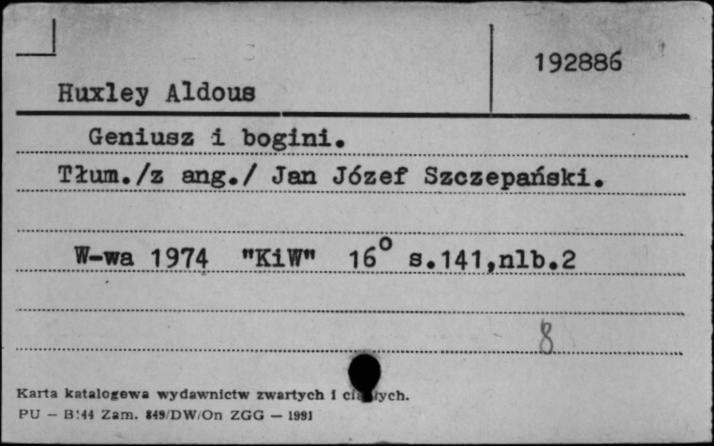 192886
Huxley Aldous
Geniusz i bogini.
Tłum./z ang./ Jan Józef Szczepański.
W-wa 1974 "KiW" 16° s.141,nlb.2
8
Karta katalogowa wydawnictw zwartych i
PU – Zam. 849/DW/On ZGG — 1991